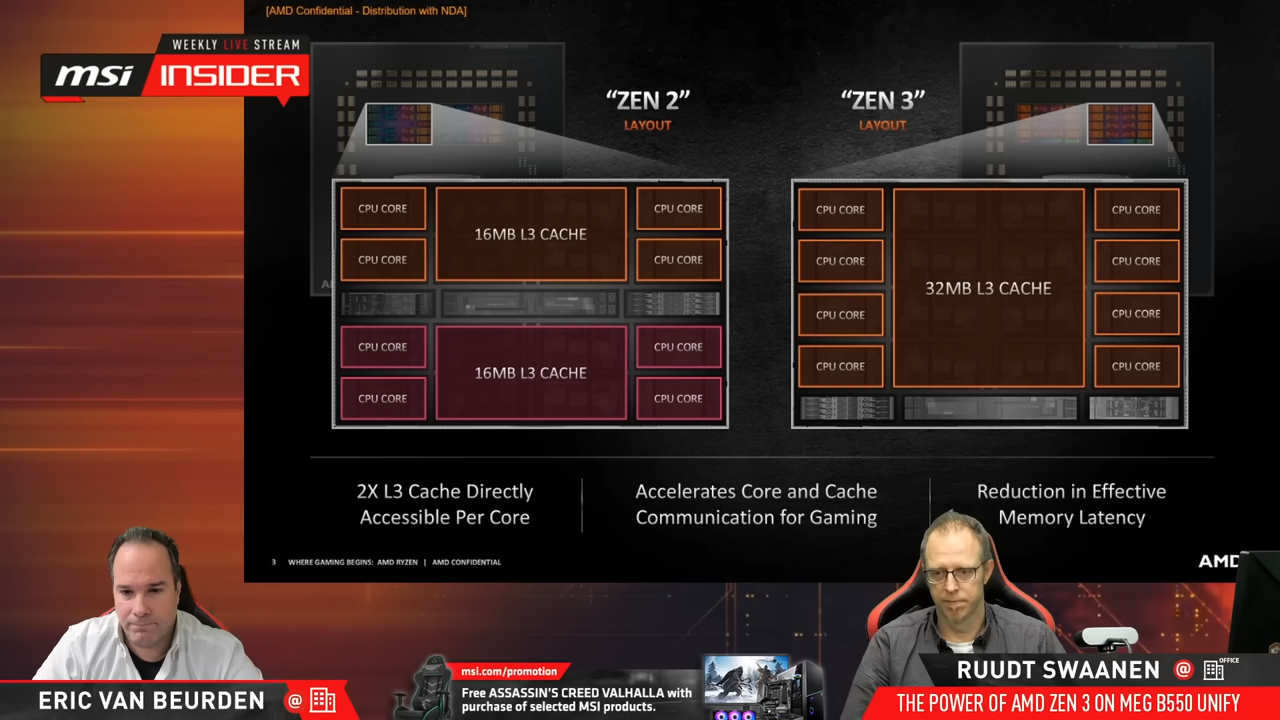 [AMD Confidential - Distribution with NDA]
WEEKLY LIVE STREAM
msi INSIDER
"ZEN 2"
LAYOUT
"ZEN 3"
LAYOUT
CPU CORE
CPU CORE
16MB L3 CACHE
CPU CORE
CPU CORE
CPU CORE
CPU CORE
16MB L3 CACHE
CPU CORE
CPU CORE
CPU CORE
CPU CORE
CPU CORE
CPU CORE
32MB L3 CACHE
CPU CORE
CPU CORE
CPU CORE
CPU CORE
2X L3 Cache Directly
Accessible Per Core
Accelerates Core and Cache
Communication for Gaming
Reduction in Effective
Memory Latency
3 WHERE GAMING BEGINS: AMD RYZEN | AMD CONFIDENTIAL
AMD
ERIC VAN BEURDEN @
msi.com/promotion
Free ASSASSIN'S CREED VALHALLA with
purchase of selected MSI products.
RUUDT SWAANEN @ OFFICE
THE POWER OF AMD ZEN 3 ON MEG B550 UNIFY